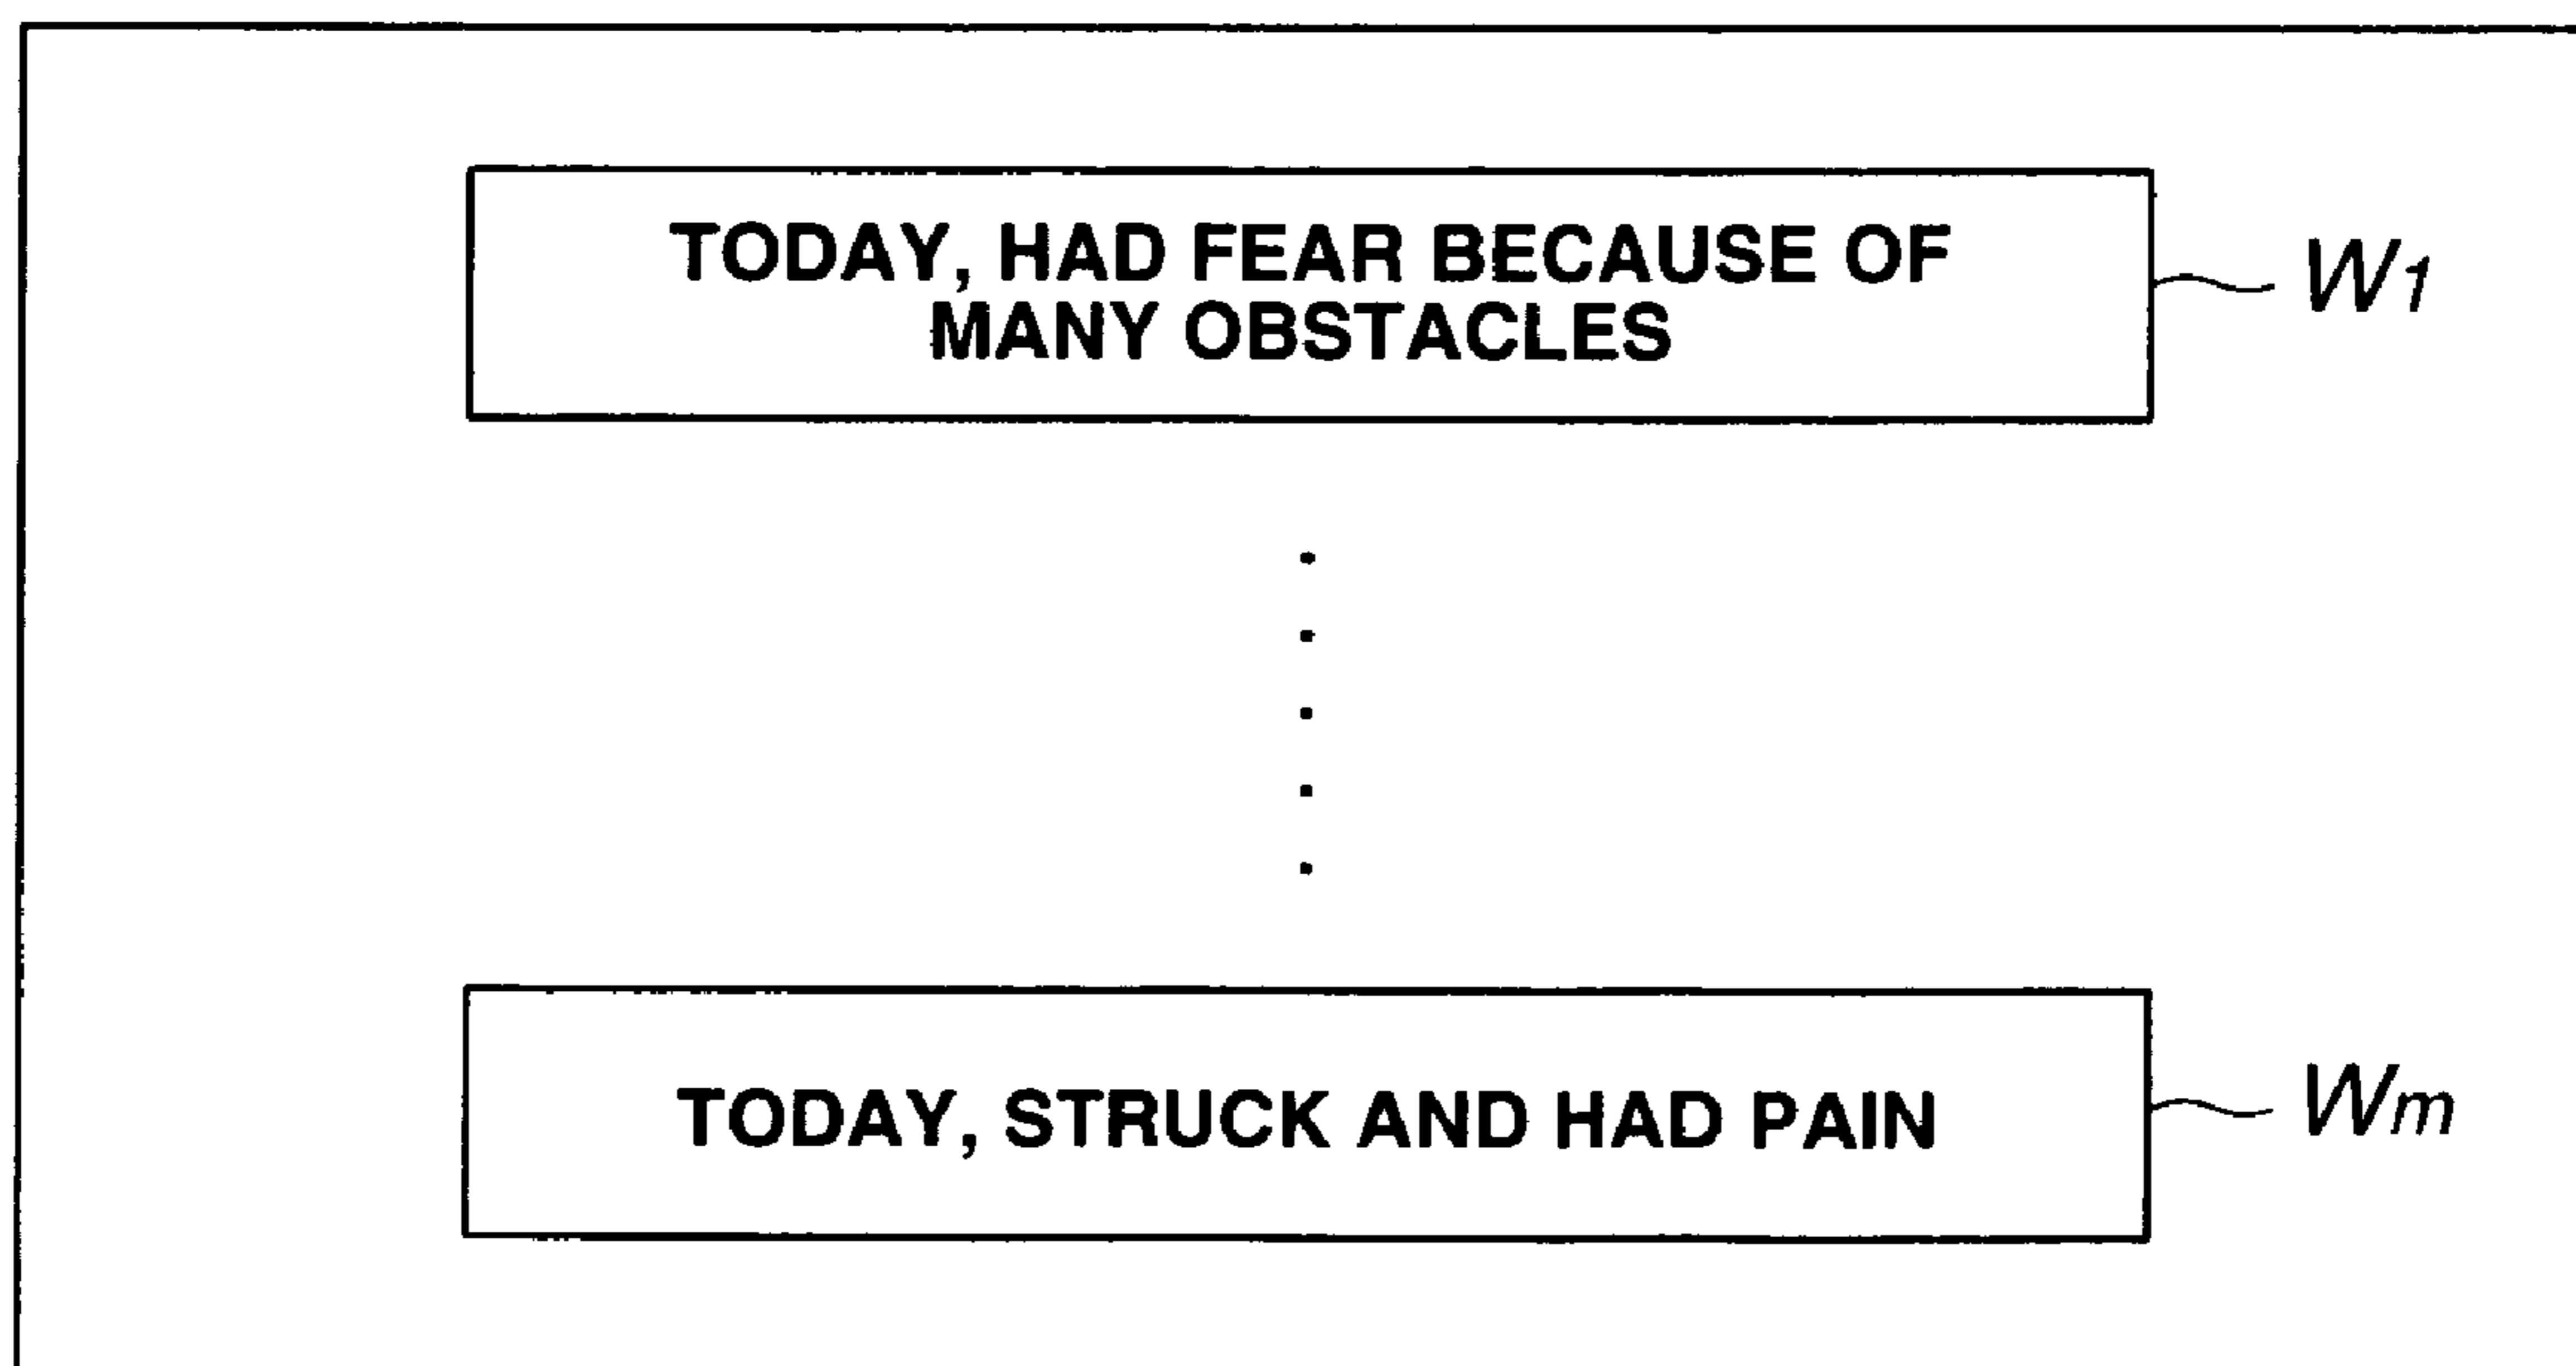 TODAY, HAD FEAR BECAUSE OF
MANY OBSTACLES
W1
TODAY, STRUCK AND HAD PAIN
Wm